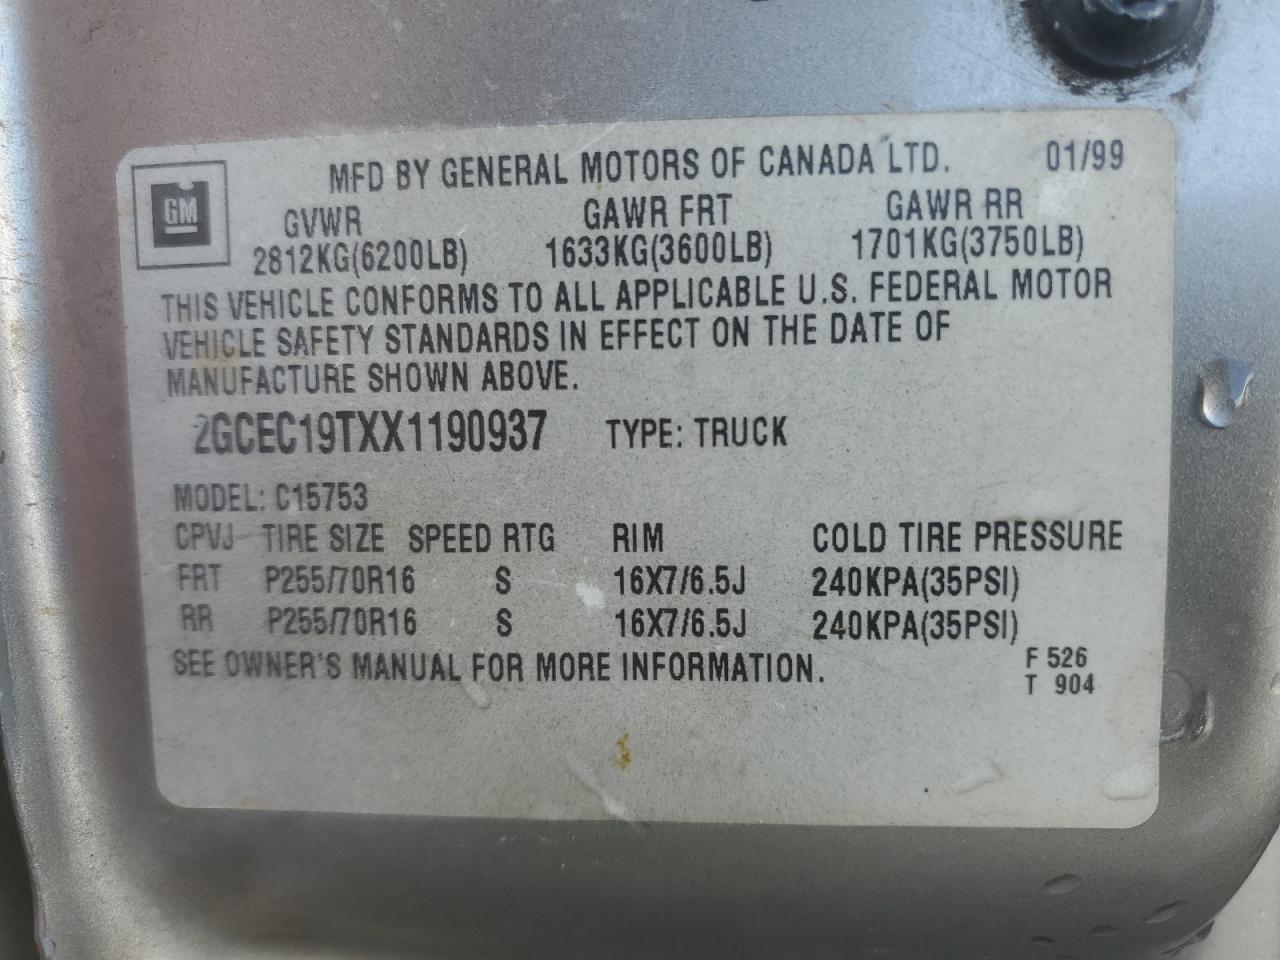 MFD BY GENERAL MOTORS OF CANADA LTD. 01/99
GM
GVWR GAWR FRT GAWR RR
2812KG(6200LB) 1633KG(3600LB) 1701KG(3750LB)
THIS VEHICLE CONFORMS TO ALL APPLICABLE U.S. FEDERAL MOTOR
VEHICLE SAFETY STANDARDS IN EFFECT ON THE DATE OF
MANUFACTURE SHOWN ABOVE.
2GCEC19TXX1190937 TYPE: TRUCK
MODEL: C15753
CPVJ TIRE SIZE SPEED RTG RIM COLD TIRE PRESSURE
FRT P255/70R16 S 16X7/6.5J 240KPA(35PSI)
RR P255/70R16 S 16X7/6.5J 240KPA(35PSI)
SEE OWNER'S MANUAL FOR MORE INFORMATION.
F 526
T 904